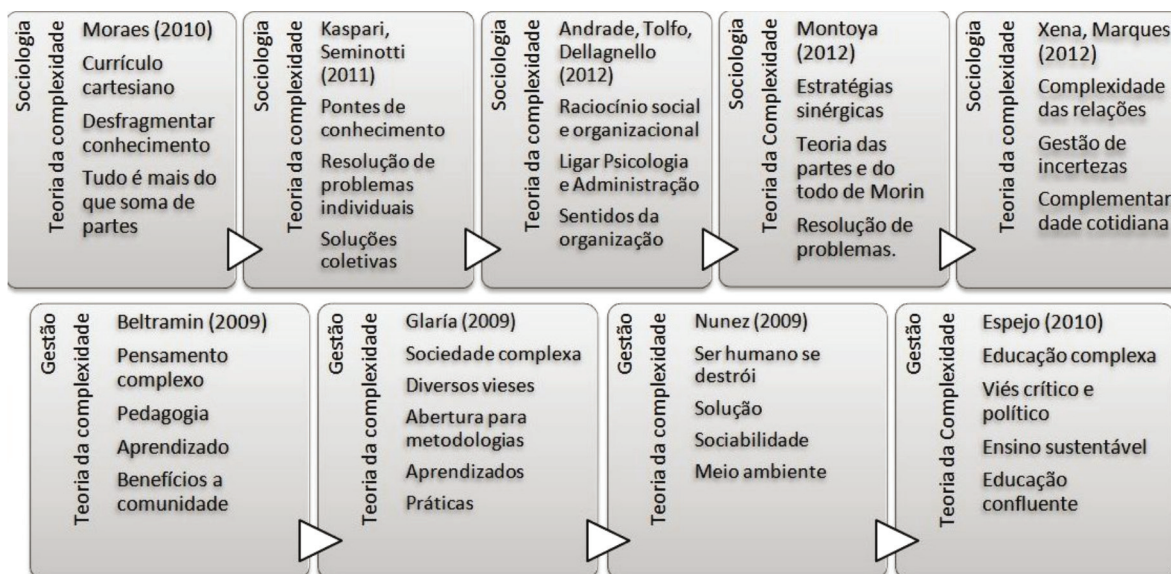 Sociologia
Teoria da complexidade
Moraes (2010)
Currículo
cartesiano
Desfragmentar
conhecimento
Tudo é mais do
que soma de
partes
Sociologia
Teoria da complexidade
Kaspari,
Seminotti
(2011)
Pontes de
conhecimento
Resolução de
problemas
individuais
Soluções
coletivas
Sociologia
Teoria da complexidade
Andrade, Tolfo,
Dellagnello
(2012)
Raciocínio social
e organizacional
Ligar Psicologia
e Administração
Sentidos da
organização
Sociologia
Teoria da Complexidade
Montoya
(2012)
Estratégias
sinérgicas
Teoria das
partes e do
todo de Morin
Resolução de
problemas.
Sociologia
Teoria da complexidade
Xena, Marques
(2012)
Complexidade
das relações
Gestão de
incertezas
Complementar
dade cotidiana
Gestão
Teoria da complexidade
Beltramin (2009)
Pensamento
complexo
Pedagogia
Aprendizado
Benefícios a
comunidade
Gestão
Teoria da complexidade
Glaría (2009)
Sociedade complexa
Diversos vieses
Abertura para
metodologias
Aprendizados
Práticas
Gestão
Teoria da complexidade
Nunez (2009)
Ser humano se
destrói
Solução
Sociabilidade
Meio ambiente
Gestão
Teoria da Complexidade
Espejo (2010)
Educação complexa
Viés crítico e
político
Ensino sustentável
Educação
confluente